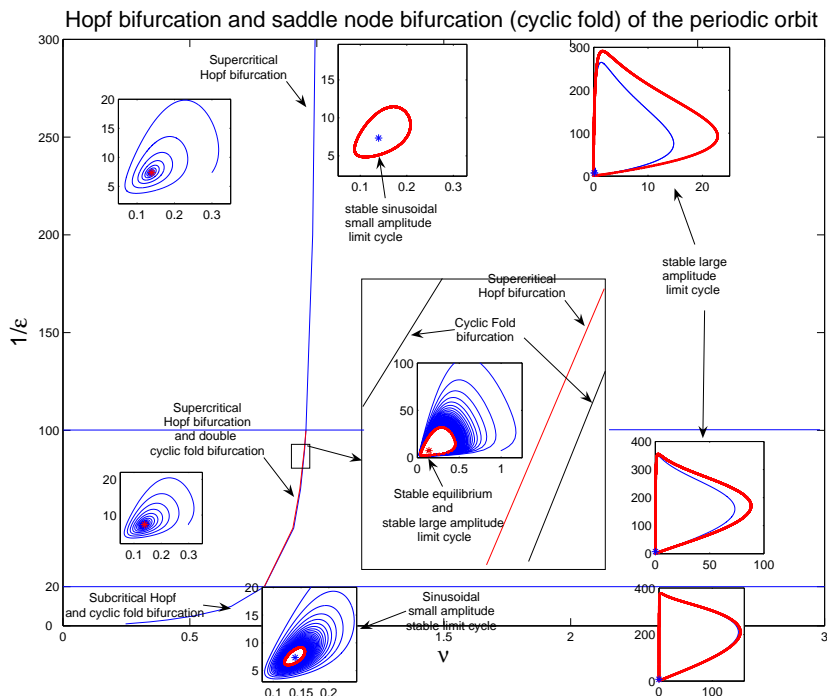 Hopf bifurcation and saddle node bifurcation (cyclic fold) of the periodic orbit
300
250
200
150
100
20
0
1/ε
0
0.5
1.5
2
3
ν
Supercritical
Hopf bifurcation
20
15
10
5
0.1
0.2
0.3
15
10
5
0.1
0.2
0.3
stable sinusoidal
small amplitude
limit cycle
300
200
100
0
0
10
20
stable large
amplitude
limit cycle
Supercritical
Hopf bifurcation
Cyclic Fold
bifurcation
100
50
0
0
0.5
1
Stable equilibrium
and
stable large amplitude
limit cycle
Supercritical
Hopf bifurcation
and double
cyclic fold bifurcation
20
10
0.1
0.2
0.3
400
300
200
100
0
0
50
100
Subcritical Hopf
and cyclic fold bifurcation
20
15
10
5
0.1
0.15
0.2
Sinusoidal
small amplitude
stable limit cycle
400
200
0
0
100